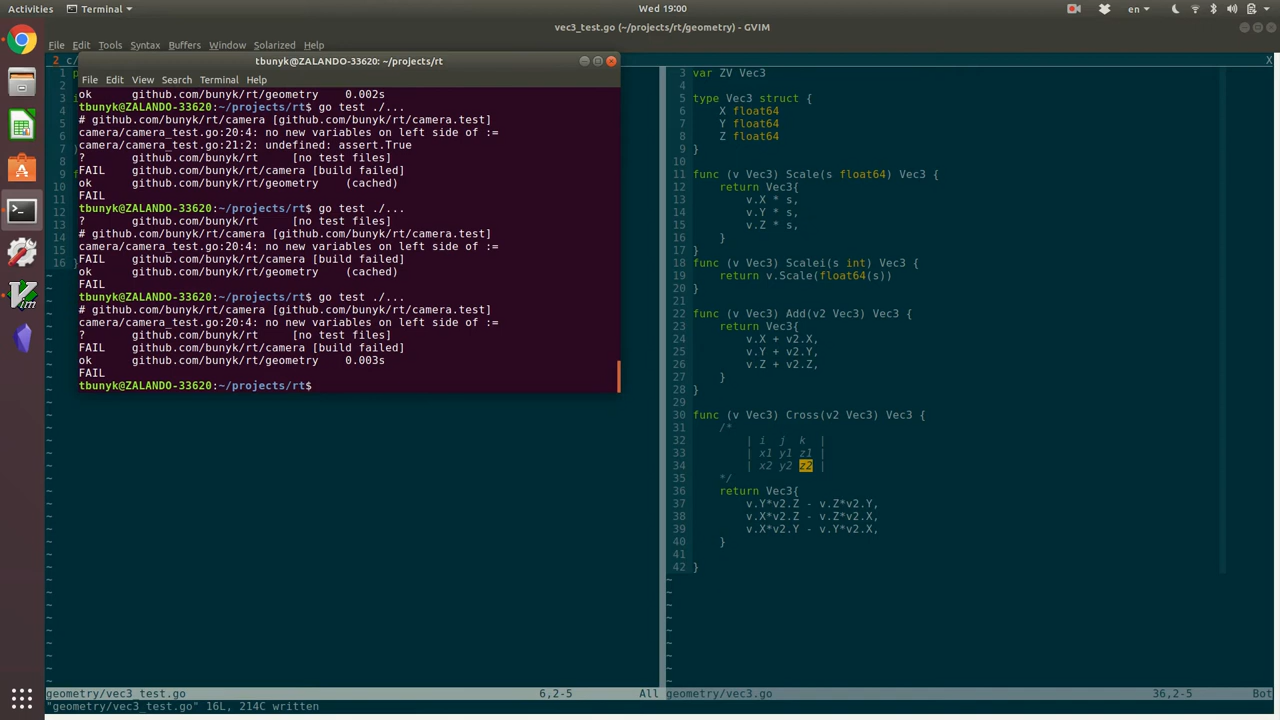 Activities
Terminal
Wed 19:00
en
vec3_test.go (~/projects/rt/geometry) - GVIM
File Edit Tools Syntax Buffers Window Solarized Help
2 c/
X
tbunyk@ZALANDO-33620: ~/projects/rt
File Edit View Search Terminal Help
ok github.com/bunyk/rt/geometry 0.002s
tbunyk@ZALANDO-33620:~/projects/rt$ go test ./...
# github.com/bunyk/rt/camera [github.com/bunyk/rt/camera.test]
camera/camera_test.go:20:4: no new variables on left side of :=
camera/camera_test.go:21:2: undefined: assert.True
? github.com/bunyk/rt [no test files]
FAIL github.com/bunyk/rt/camera [build failed]
ok github.com/bunyk/rt/geometry (cached)
FAIL
tbunyk@ZALANDO-33620:~/projects/rt$ go test ./...
? github.com/bunyk/rt [no test files]
# github.com/bunyk/rt/camera [github.com/bunyk/rt/camera.test]
camera/camera_test.go:20:4: no new variables on left side of :=
FAIL github.com/bunyk/rt/camera [build failed]
ok github.com/bunyk/rt/geometry (cached)
FAIL
tbunyk@ZALANDO-33620:~/projects/rt$ go test ./...
# github.com/bunyk/rt/camera [github.com/bunyk/rt/camera.test]
camera/camera_test.go:20:4: no new variables on left side of :=
? github.com/bunyk/rt [no test files]
FAIL github.com/bunyk/rt/camera [build failed]
ok github.com/bunyk/rt/geometry 0.003s
FAIL
tbunyk@ZALANDO-33620:~/projects/rt$
1 p
2
3 i
4
5
6
7 }
8
9 f
10
11
12
13
14
15
16 }
3 var ZV Vec3
4
5 type Vec3 struct {
6 X float64
7 Y float64
8 Z float64
9 }
10
11 func (v Vec3) Scale(s float64) Vec3 {
12 return Vec3{
13 v.X * s,
14 v.Y * s,
15 v.Z * s,
16 }
17 }
18 func (v Vec3) Scalei(s int) Vec3 {
19 return v.Scale(float64(s))
20 }
21
22 func (v Vec3) Add(v2 Vec3) Vec3 {
23 return Vec3{
24 v.X + v2.X,
25 v.Y + v2.Y,
26 v.Z + v2.Z,
27 }
28 }
29
30 func (v Vec3) Cross(v2 Vec3) Vec3 {
31 /*
32 | i j k |
33 | x1 y1 z1 |
34 | x2 y2 z2 |
35 */
36 return Vec3{
37 v.Y*v2.Z - v.Z*v2.Y,
38 v.X*v2.Z - v.Z*v2.X,
39 v.X*v2.Y - v.Y*v2.X,
40 }
41
42 }
geometry/vec3_test.go 6,2-5 All
geometry/vec3.go 36,2-5 Bot
"geometry/vec3_test.go" 16L, 214C written